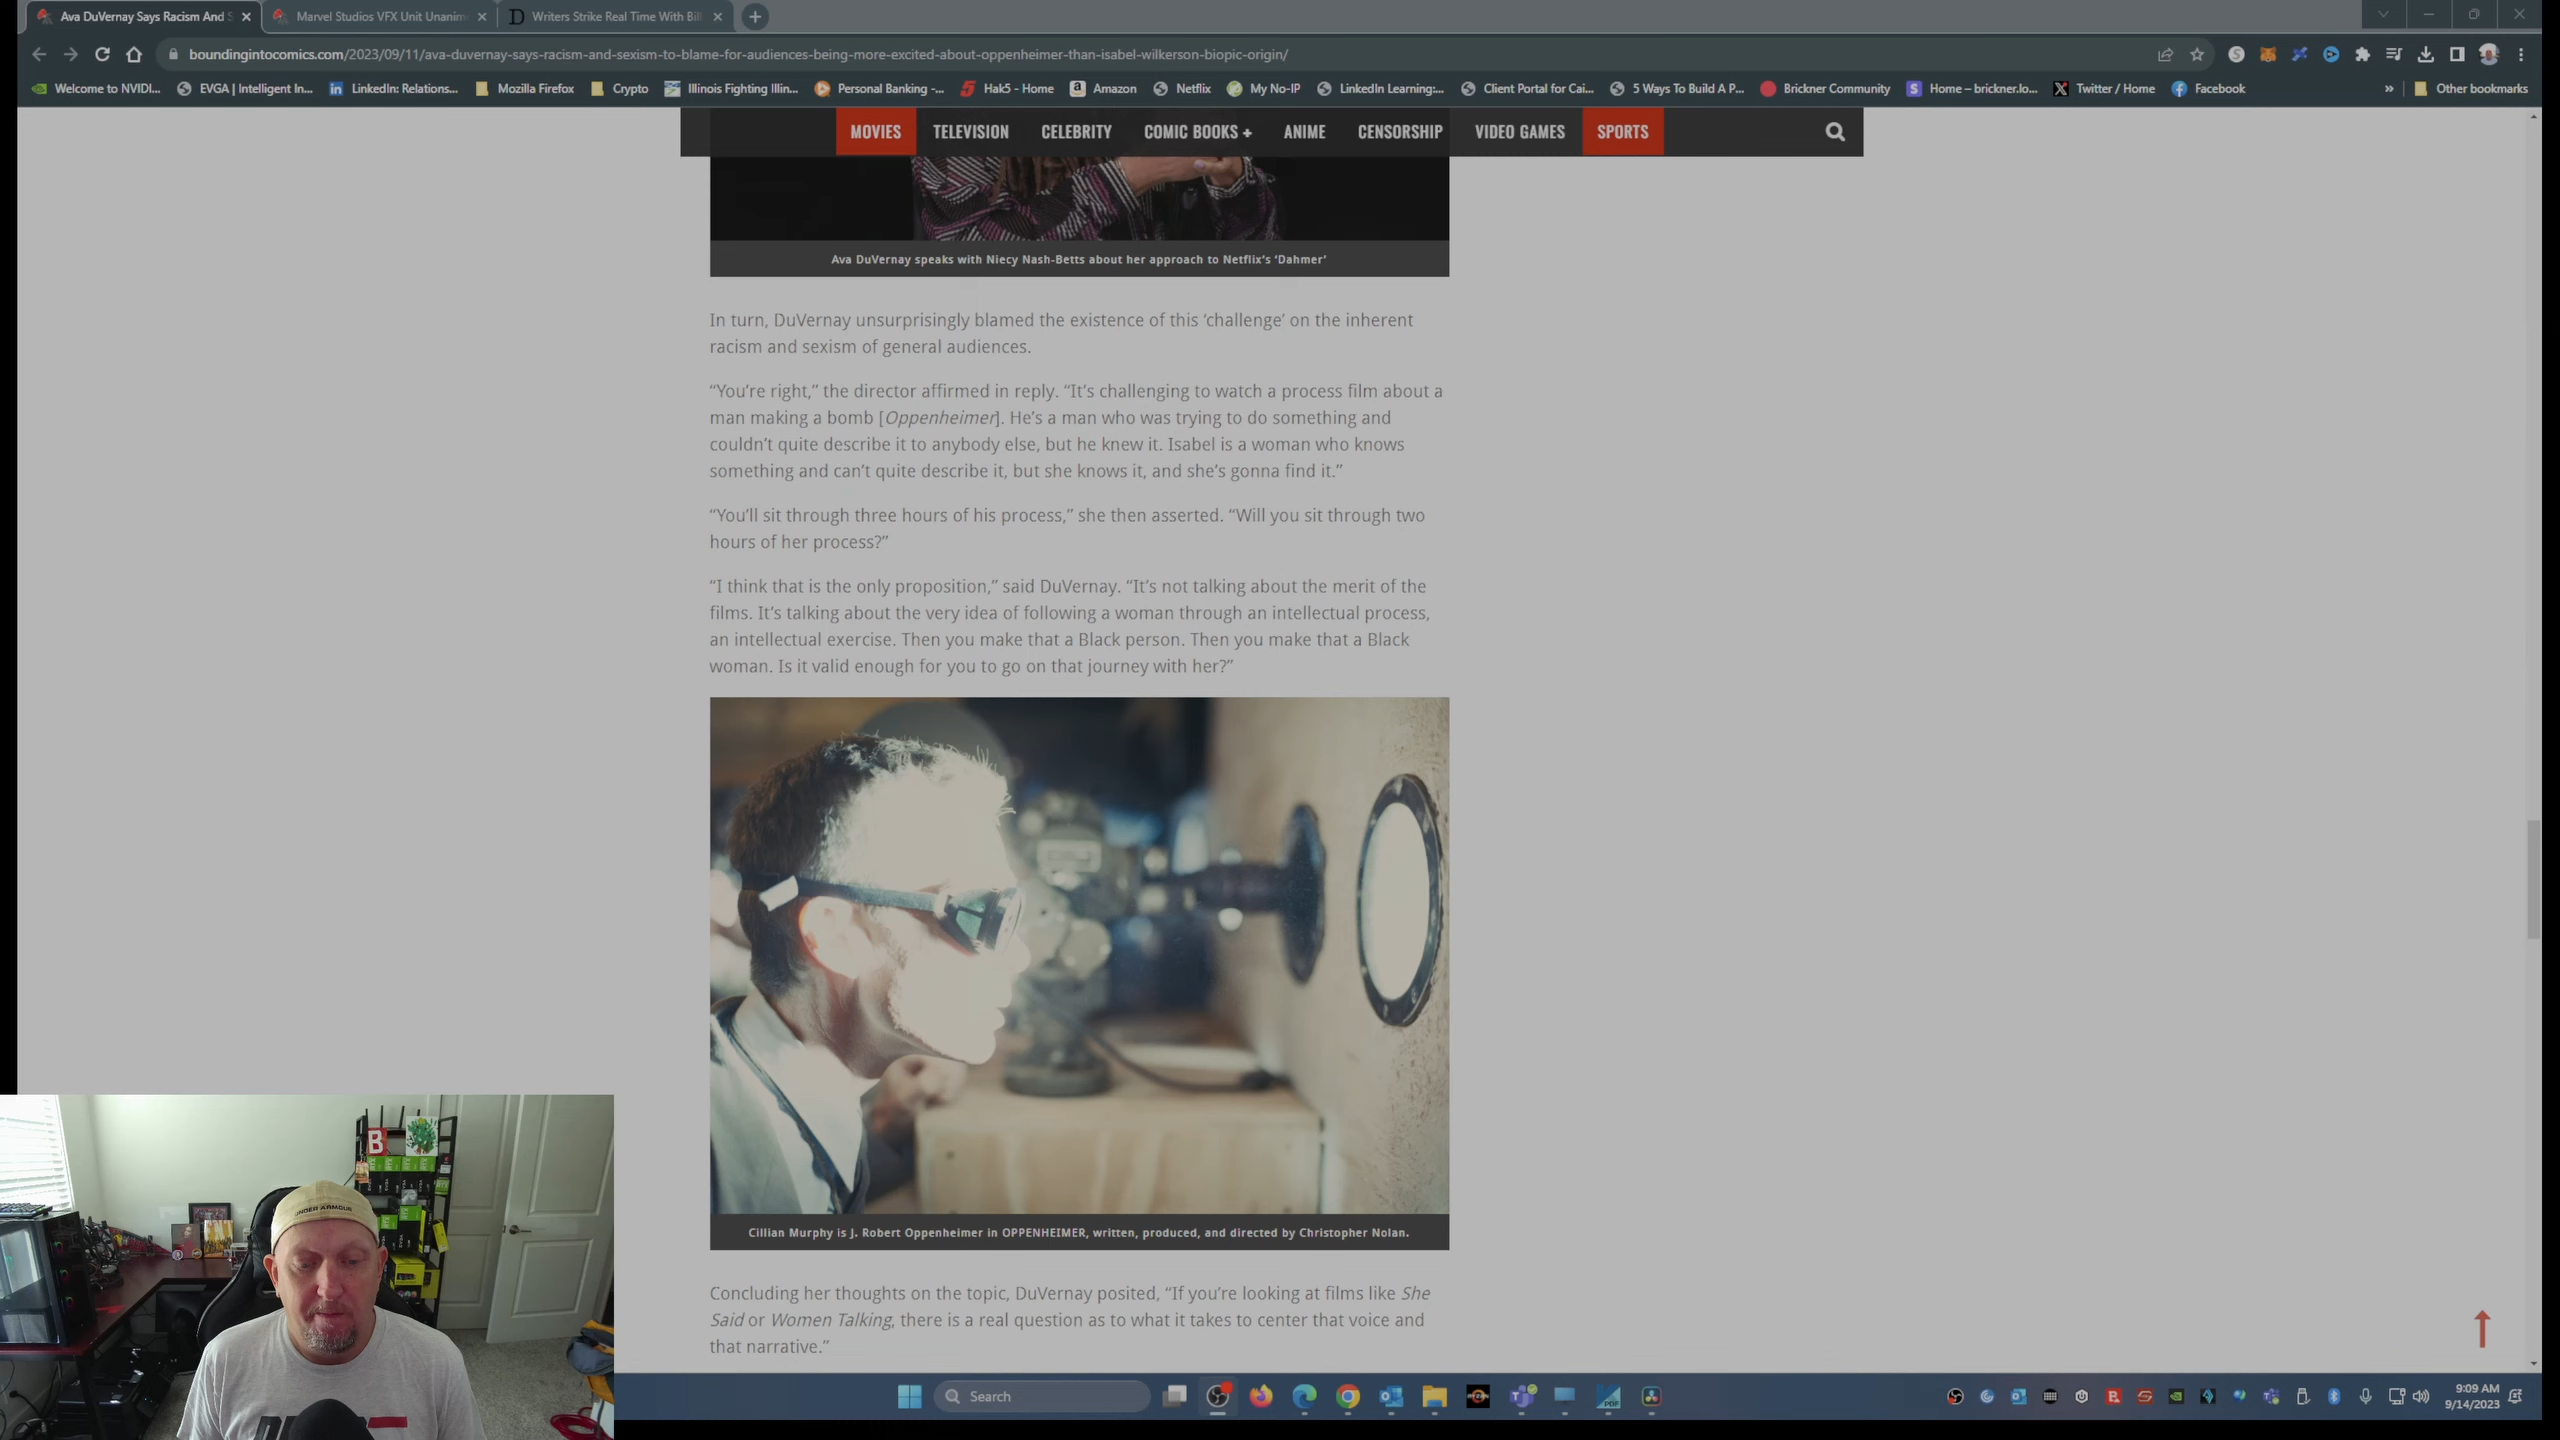 Ava DuVernay Says Racism And S
Marvel Studios VFX Unit Unanim
Writers Strike Real Time With Bil
boundingintocomics.com/2023/09/11/ava-duvernay-says-racism-and-sexism-to-blame-for-audiences-being-more-excited-about-oppenheimer-than-isabel-wilkerson-biopic-origin/
Welcome to NVIDI... EVGA | Intelligent In... LinkedIn: Relations... Mozilla Firefox Crypto Illinois Fighting Illin... Personal Banking -... Hak5 - Home Amazon Netflix My No-IP LinkedIn Learning:... Client Portal for Cai... 5 Ways To Build A P... Brickner Community Home – brickner.lo... Twitter / Home Facebook » Other bookmarks
MOVIES TELEVISION CELEBRITY COMIC BOOKS + ANIME CENSORSHIP VIDEO GAMES SPORTS
Ava DuVernay speaks with Niecy Nash-Betts about her approach to Netflix's ‘Dahmer’
In turn, DuVernay unsurprisingly blamed the existence of this ‘challenge’ on the inherent
racism and sexism of general audiences.
“You’re right,” the director affirmed in reply. “It’s challenging to watch a process film about a
man making a bomb [Oppenheimer]. He’s a man who was trying to do something and
couldn’t quite describe it to anybody else, but he knew it. Isabel is a woman who knows
something and can’t quite describe it, but she knows it, and she’s gonna find it.”
“You’ll sit through three hours of his process,” she then asserted. “Will you sit through two
hours of her process?”
“I think that is the only proposition,” said DuVernay. “It’s not talking about the merit of the
films. It’s talking about the very idea of following a woman through an intellectual process,
an intellectual exercise. Then you make that a Black person. Then you make that a Black
woman. Is it valid enough for you to go on that journey with her?”
Cillian Murphy is J. Robert Oppenheimer in OPPENHEIMER, written, produced, and directed by Christopher Nolan.
Concluding her thoughts on the topic, DuVernay posited, “If you’re looking at films like She
Said or Women Talking, there is a real question as to what it takes to center that voice and
that narrative.”
B
UNDER ARMOUR
Search
9:09 AM
9/14/2023